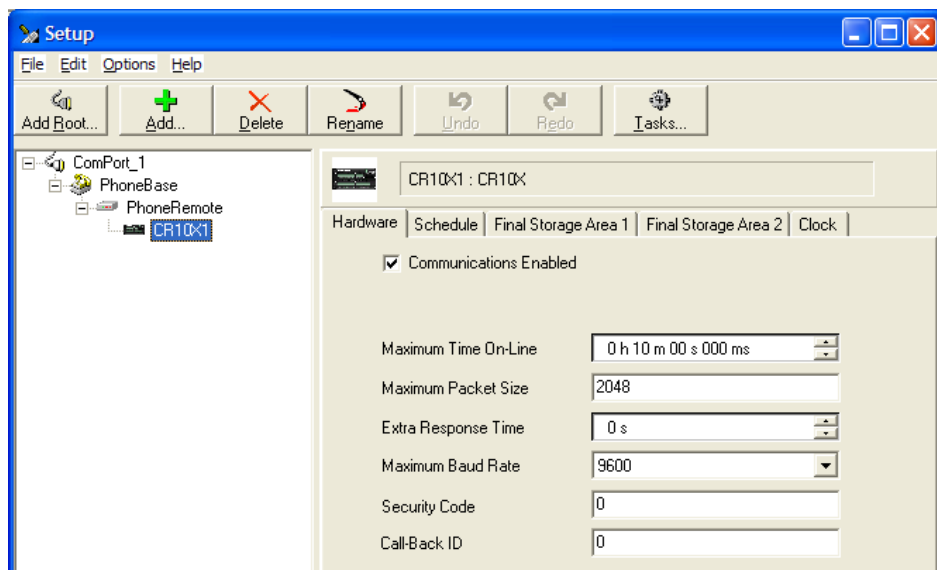 Setup
File Edit Options Help
Add Root... Add... Delete Rename Undo Redo Tasks...
ComPort_1
PhoneBase
PhoneRemote
CR10X1
CR10X1 : CR10X
Hardware Schedule Final Storage Area 1 Final Storage Area 2 Clock
Communications Enabled
Maximum Time On-Line 0 h 10 m 00 s 000 ms
Maximum Packet Size 2048
Extra Response Time 0 s
Maximum Baud Rate 9600
Security Code 0
Call-Back ID 0